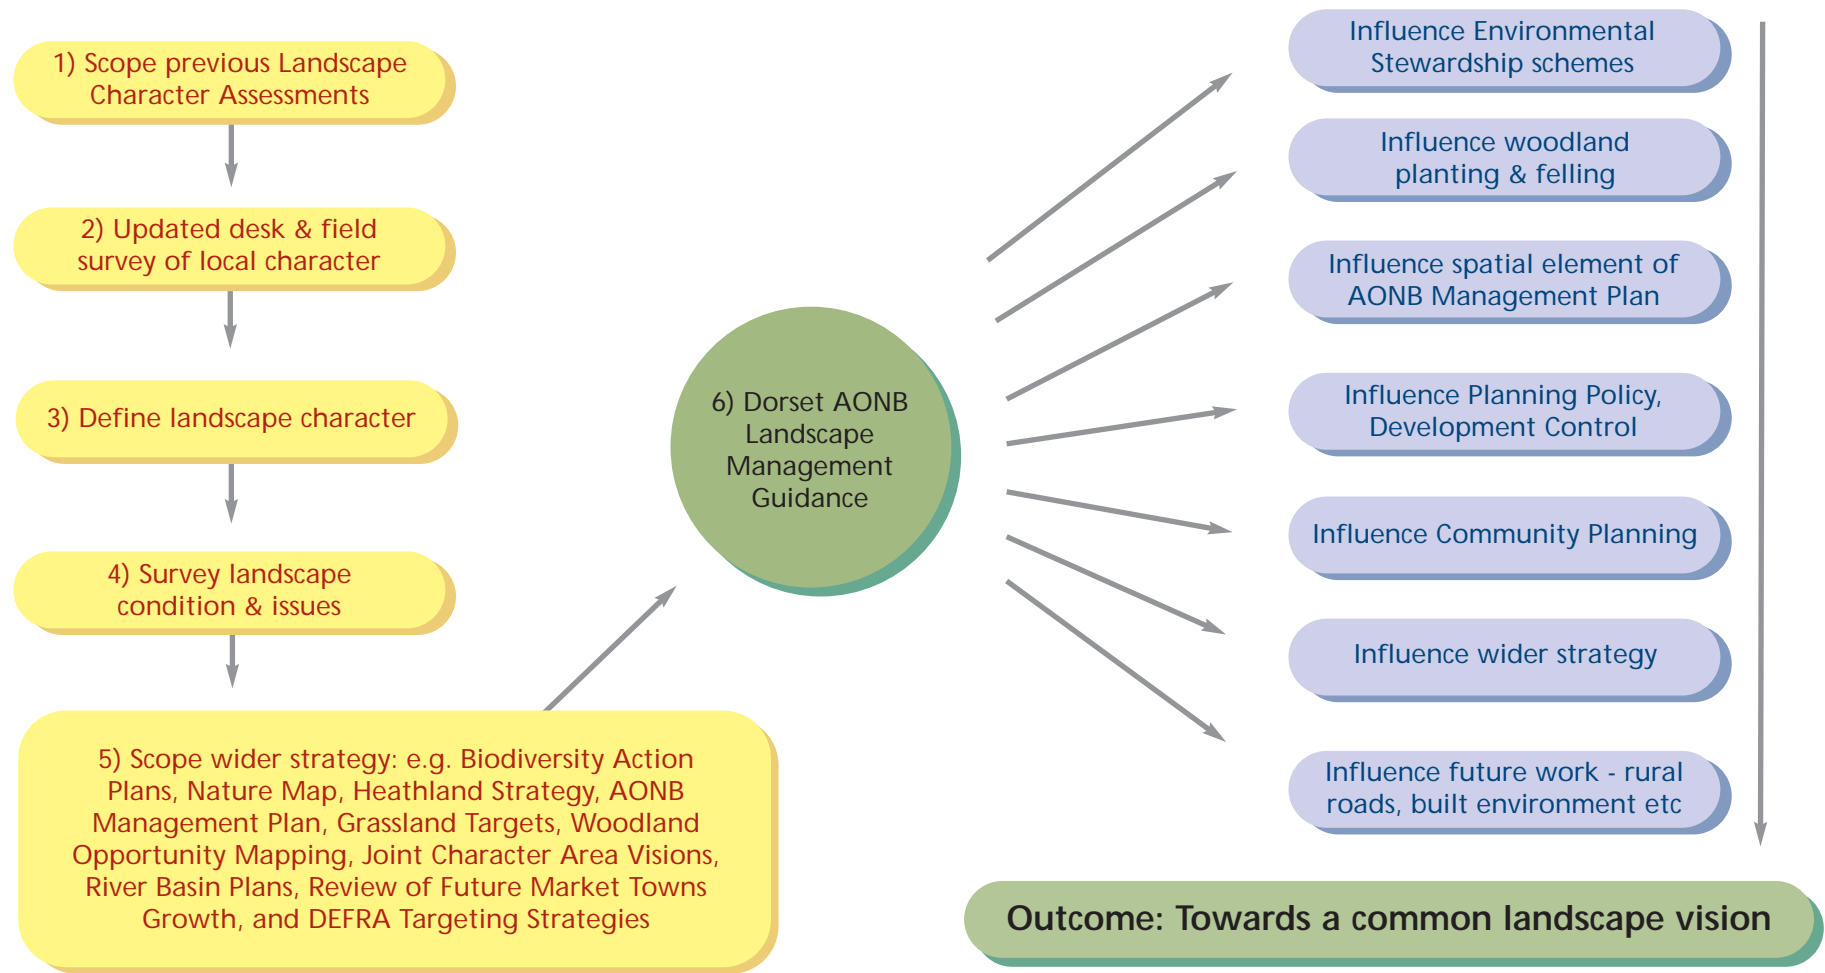 1) Scope previous Landscape
Character Assessments
2) Updated desk & field
survey of local character
3) Define landscape character
4) Survey landscape
condition & issues
5) Scope wider strategy: e.g. Biodiversity Action
Plans, Nature Map, Heathland Strategy, AONB
Management Plan, Grassland Targets, Woodland
Opportunity Mapping, Joint Character Area Visions,
River Basin Plans, Review of Future Market Towns
Growth, and DEFRA Targeting Strategies
6) Dorset AONB
Landscape
Management
Guidance
Influence Environmental
Stewardship schemes
Influence woodland
planting & felling
Influence spatial element of
AONB Management Plan
Influence Planning Policy,
Development Control
Influence Community Planning
Influence wider strategy
Influence future work - rural
roads, built environment etc
Outcome: Towards a common landscape vision